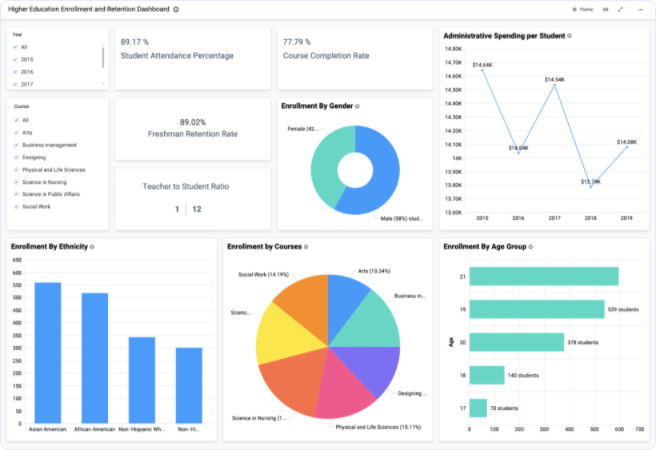 Higher Education Enrollment and Retention Dashboard
Theme
Year
All
2015
2016
2017
89.17 %
Student Attendance Percentage
77.79 %
Course Completion Rate
Administrative Spending per Student
14.80K
14.70K
14.60K
14.50K
14.40K
14.30K
14.20K
14.10K
14K
13.90K
13.80K
13.70K
13.60K
$14.64K
$14.04K
$14.54K
$14.08K
2015
2016
2017
2018
2019
Course
All
Arts
Business management
Designing
Physical and Life Sciences
Science in Nursing
Science in Public Affairs
Social Work
89.02%
Freshman Retention Rate
Teacher to Student Ratio
1
12
Enrollment By Gender
Female (42...
Male (58%) stud...
Enrollment By Ethnicity
650
600
550
500
450
400
350
300
250
200
150
100
50
0
Asian American
African American
Non- Hispanic Wh...
Non- Hi...
Enrollment by Courses
Social Work (14.19%)
Arts (10.34%)
Scienc...
Business m...
Designing ...
Science in Nursing (1...
Physical and Life Sciences (15.11%)
Enrollment By Age Group
Age
21
19
539 students
20
378 students
18
140 students
17
70 students
0
100
200
300
400
500
600
700